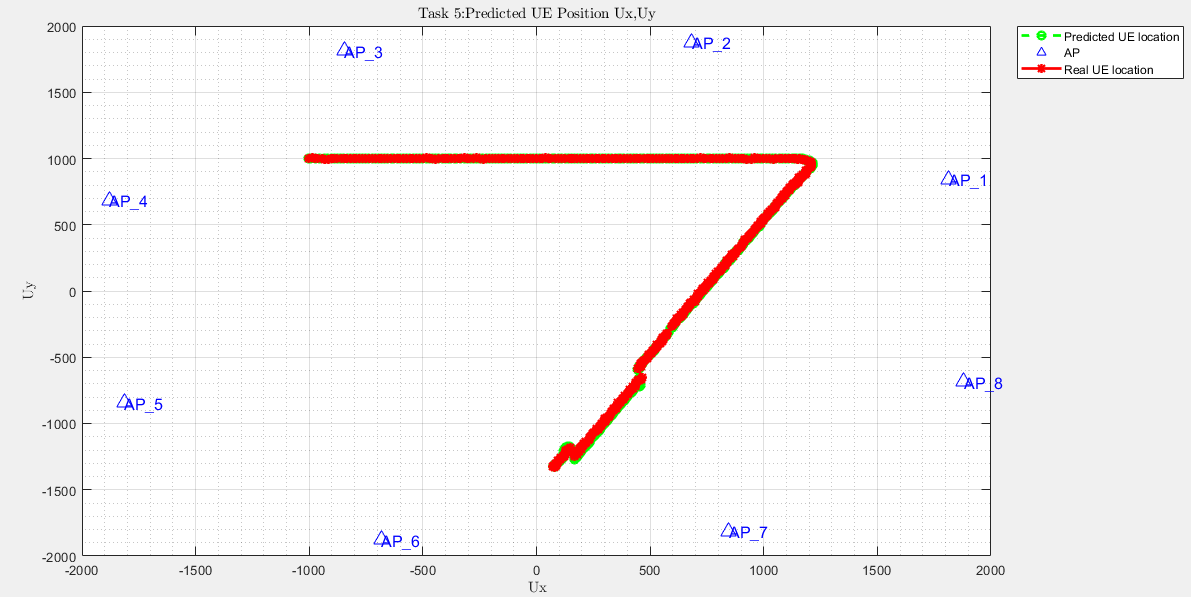 Task 5:Predicted UE Position Ux,Uy
Predicted UE location
AP
Real UE location
2000
1500
1000
500
0
-500
-1000
-1500
-2000
Uy
AP_3
AP_2
AP_1
AP_4
AP_8
AP_5
AP_7
AP_6
-2000 -1500 -1000 -500 0 500 1000 1500 2000
Ux